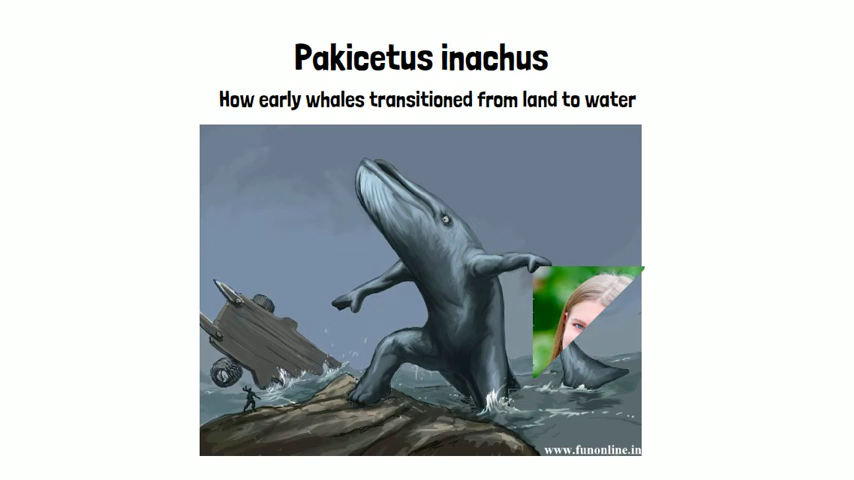 Pakicetus inachus
How early whales transitioned from land to water
www.funonline.in